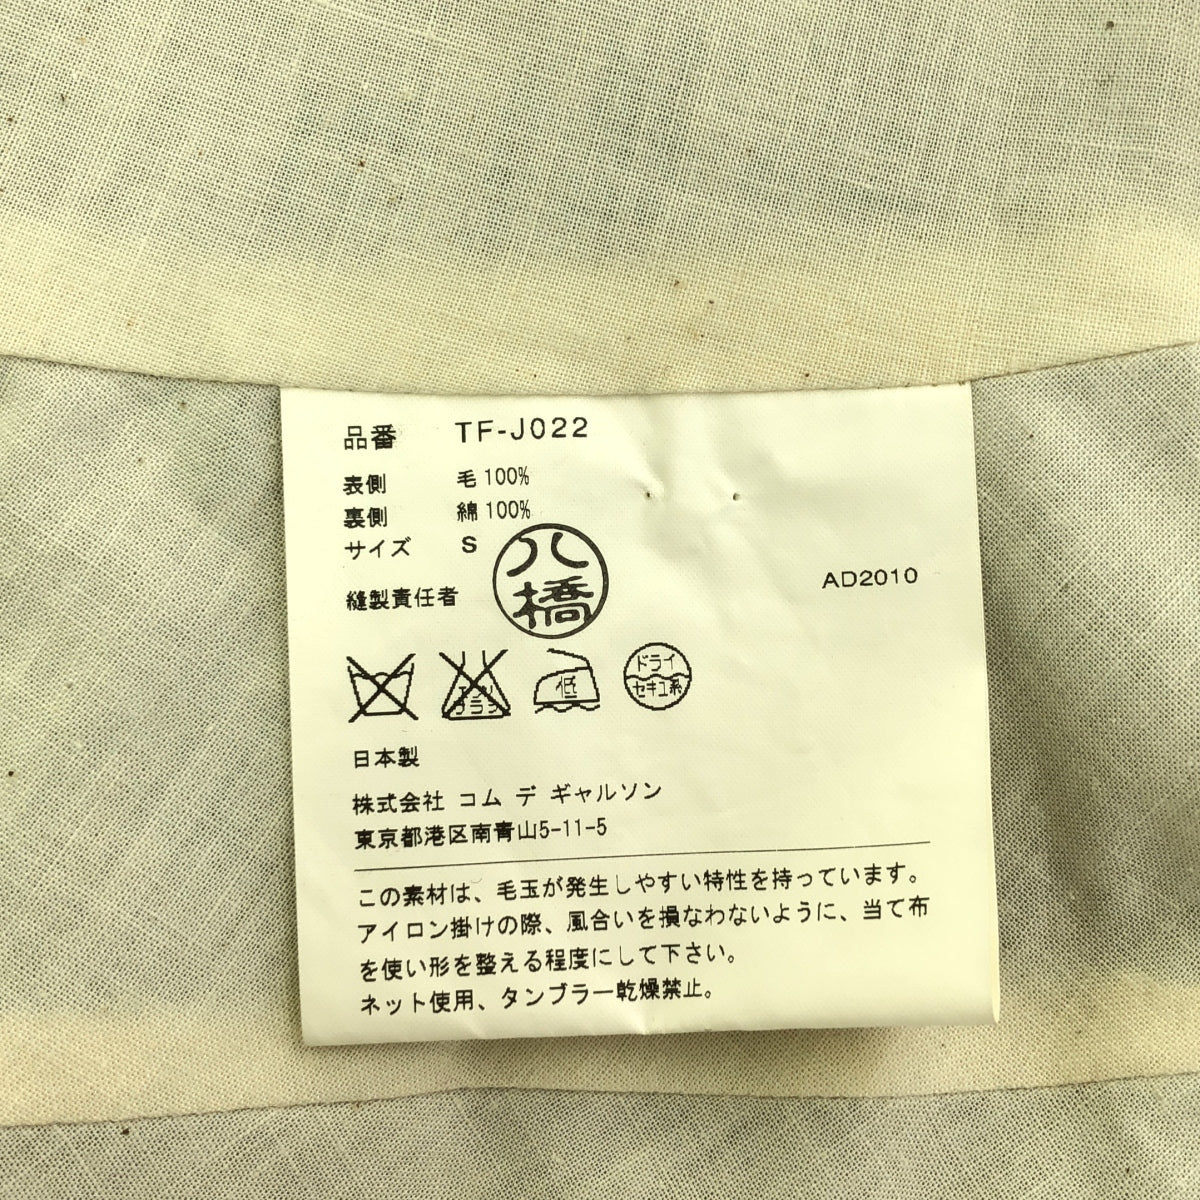 品番 TF-J022
表側 毛 100%
裏側 綿 100%
サイズ S
八橋
縫製責任者
AD2010
エンソ
サラシ
低
ドライ
セキユ系
日本製
株式会社 コム デ ギャルソン
東京都港区南青山5-11-5
この素材は、毛玉が発生しやすい特性を持っています。
アイロン掛けの際、風合いを損なわないように、当て布
を使い形を整える程度にして下さい。
ネット使用、タンブラー乾燥禁止。